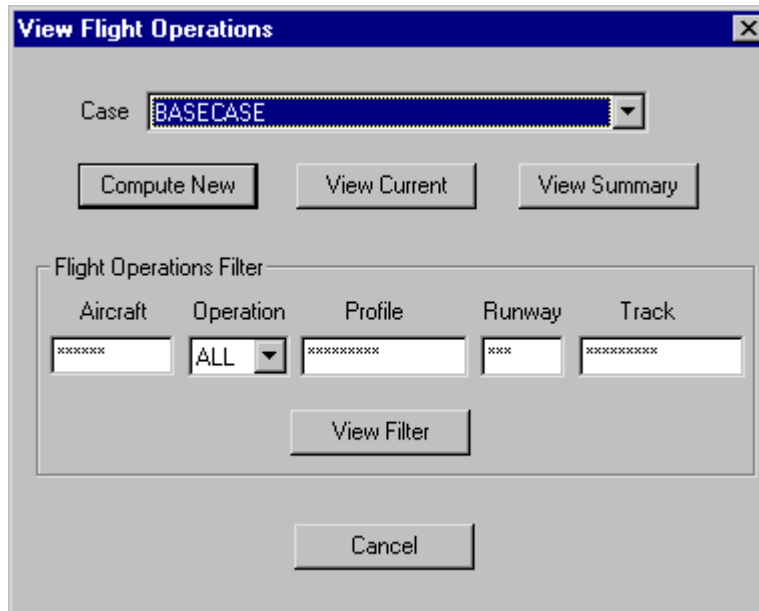 View Flight Operations
Case BASECASE
Compute New View Current View Summary
Flight Operations Filter
Aircraft Operation Profile Runway Track
****** ALL ********* *** *********
View Filter
Cancel